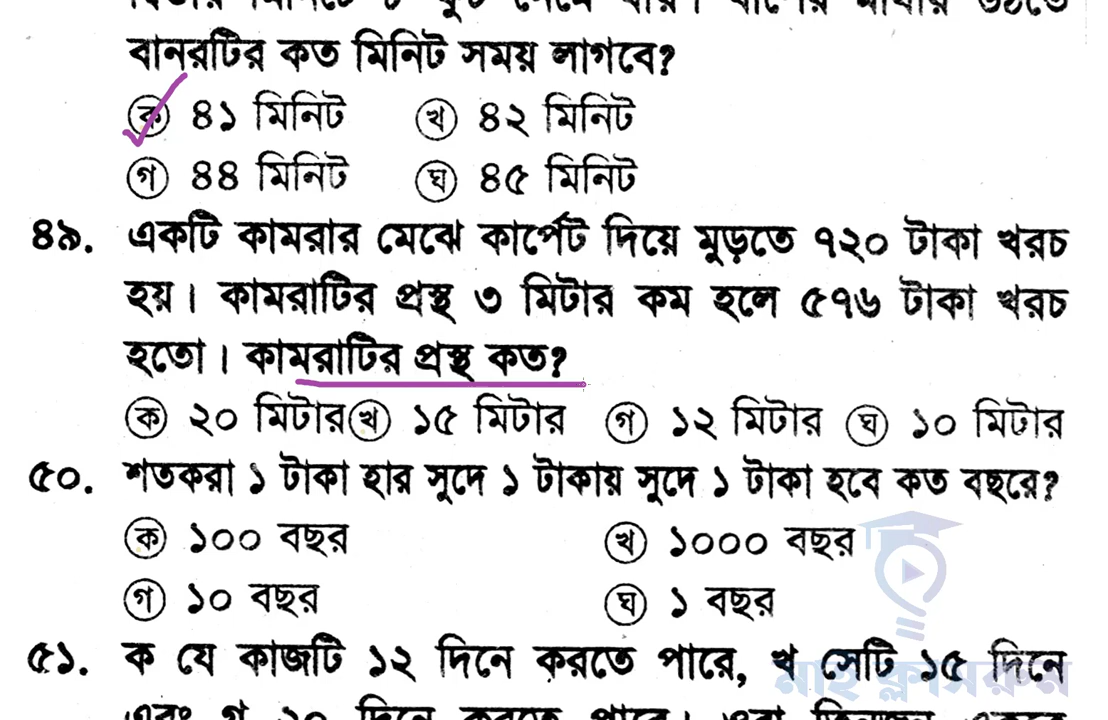 বানরটির কত মিনিট সময় লাগবে?
ক ৪১ মিনিট খ ৪২ মিনিট
গ ৪৪ মিনিট ঘ ৪৫ মিনিট
৪৯. একটি কামরার মেঝে কার্পেট দিয়ে মুড়তে ৭২০ টাকা খরচ
হয়। কামরাটির প্রস্থ ৩ মিটার কম হলে ৫৭৬ টাকা খরচ
হতো। কামরাটির প্রস্থ কত?
ক ২০ মিটার খ ১৫ মিটার গ ১২ মিটার ঘ ১০ মিটার
৫০. শতকরা ১ টাকা হার সুদে ১ টাকায় সুদে ১ টাকা হবে কত বছরে?
ক ১০০ বছর খ ১০০০ বছর
গ ১০ বছর ঘ ১ বছর
৫১. ক যে কাজটি ১২ দিনে করতে পারে, খ সেটি ১৫ দিনে
মাই ক্লাসরুম